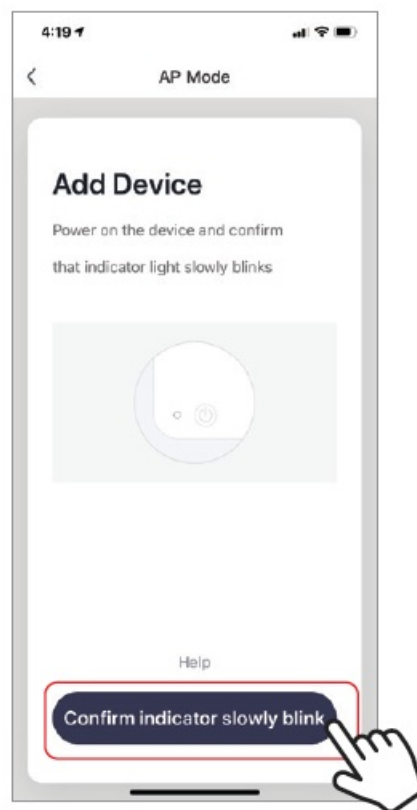 4:19
AP Mode
Add Device
Power on the device and confirm
that indicator light slowly blinks
Help
Confirm indicator slowly blink